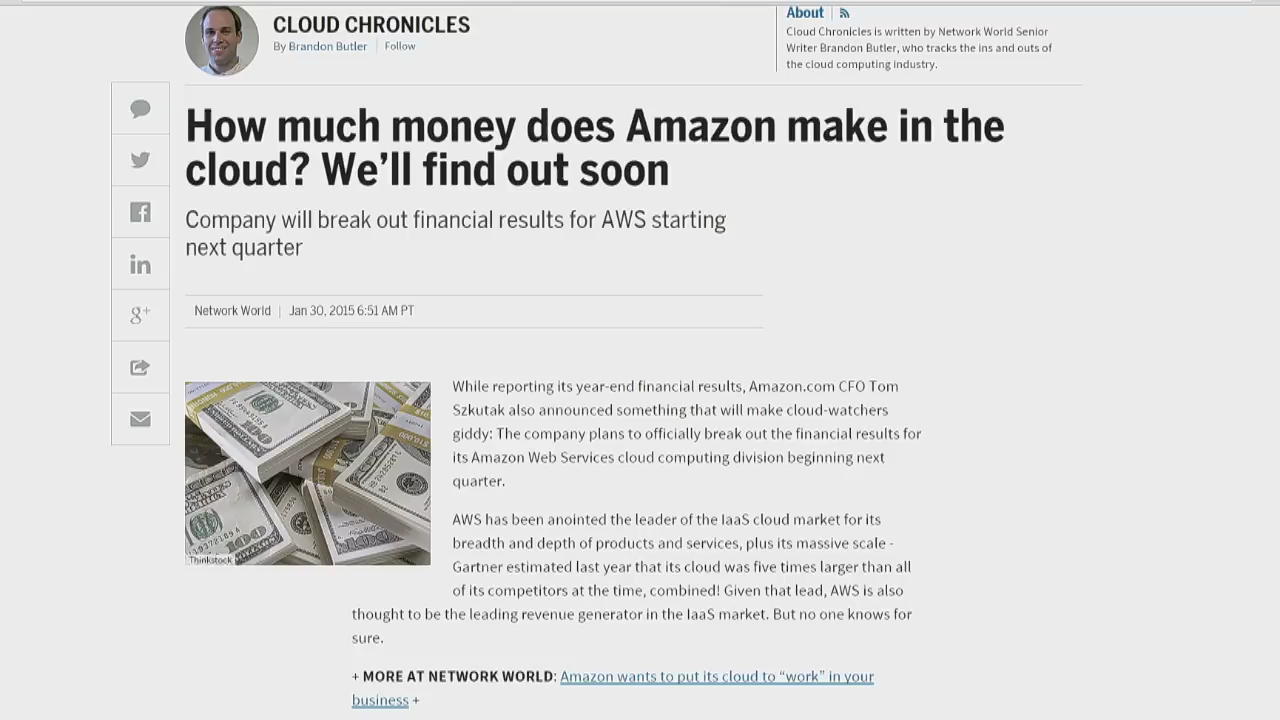 CLOUD CHRONICLES
By Brandon Butler | Follow
About
Cloud Chronicles is written by Network World Senior
Writer Brandon Butler, who tracks the ins and outs of
the cloud computing industry.
How much money does Amazon make in the
cloud? We'll find out soon
Company will break out financial results for AWS starting
next quarter
Network World | Jan 30, 2015 6:51 AM PT
in
g+
Thinkstock
While reporting its year-end financial results, Amazon.com CFO Tom
Szkutak also announced something that will make cloud-watchers
giddy: The company plans to officially break out the financial results for
its Amazon Web Services cloud computing division beginning next
quarter.
AWS has been anointed the leader of the IaaS cloud market for its
breadth and depth of products and services, plus its massive scale -
Gartner estimated last year that its cloud was five times larger than all
of its competitors at the time, combined! Given that lead, AWS is also
thought to be the leading revenue generator in the IaaS market. But no one knows for
sure.
+ MORE AT NETWORK WORLD: Amazon wants to put its cloud to “work” in your
business +